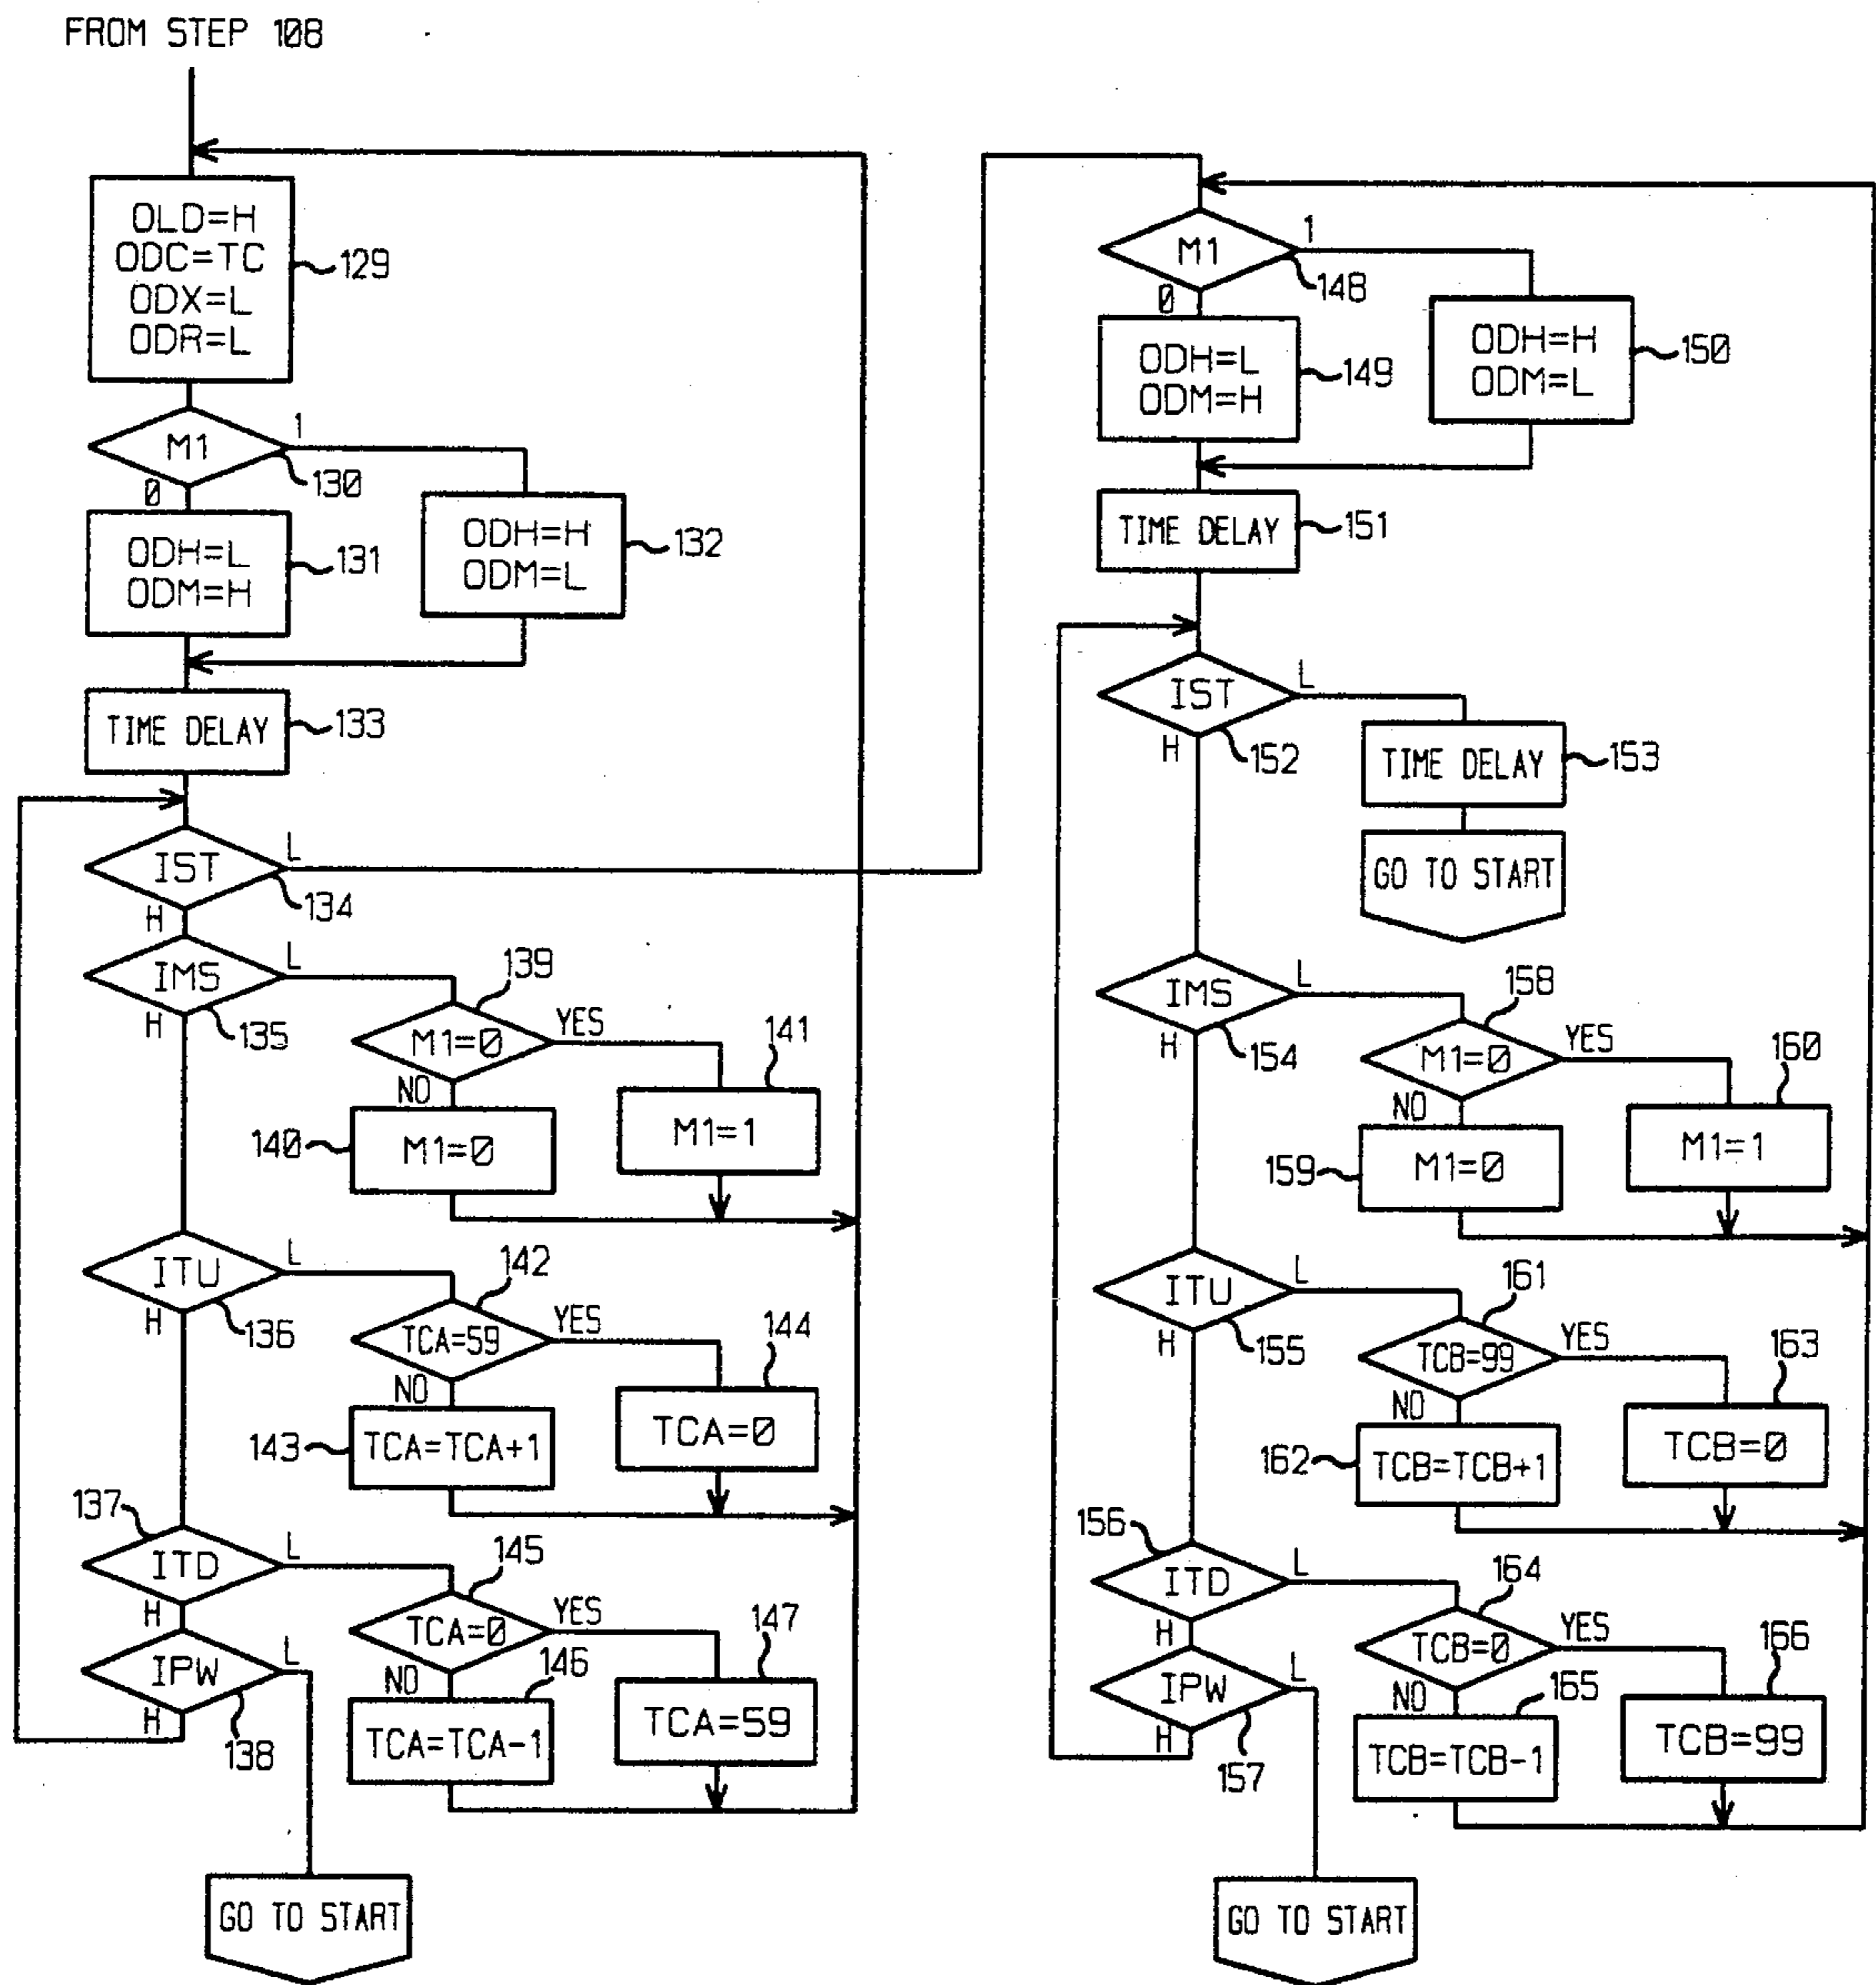 FROM STEP 108
OLD=H
ODC=TC
ODX=L
ODR=L
129
M1
1
130
0
ODH=L
ODM=H
131
ODH=H
ODM=L
132
TIME DELAY
133
IST
L
134
H
IMS
L
135
H
139
M1=0
YES
NO
141
M1=1
140
M1=0
ITU
L
136
H
142
TCA=59
YES
NO
144
TCA=0
143
TCA=TCA+1
137
ITD
L
H
145
TCA=0
YES
NO
146
147
TCA=59
TCA=TCA-1
IPW
L
H
138
GO TO START
M1
1
148
0
ODH=L
ODM=H
149
ODH=H
ODM=L
150
TIME DELAY
151
IST
L
152
H
TIME DELAY
153
GO TO START
IMS
L
154
H
158
M1=0
YES
NO
160
M1=1
159
M1=0
ITU
L
155
H
161
TCB=99
YES
NO
163
TCB=0
162
TCB=TCB+1
156
ITD
L
H
164
TCB=0
YES
NO
165
166
TCB=99
TCB=TCB-1
IPW
L
H
157
GO TO START